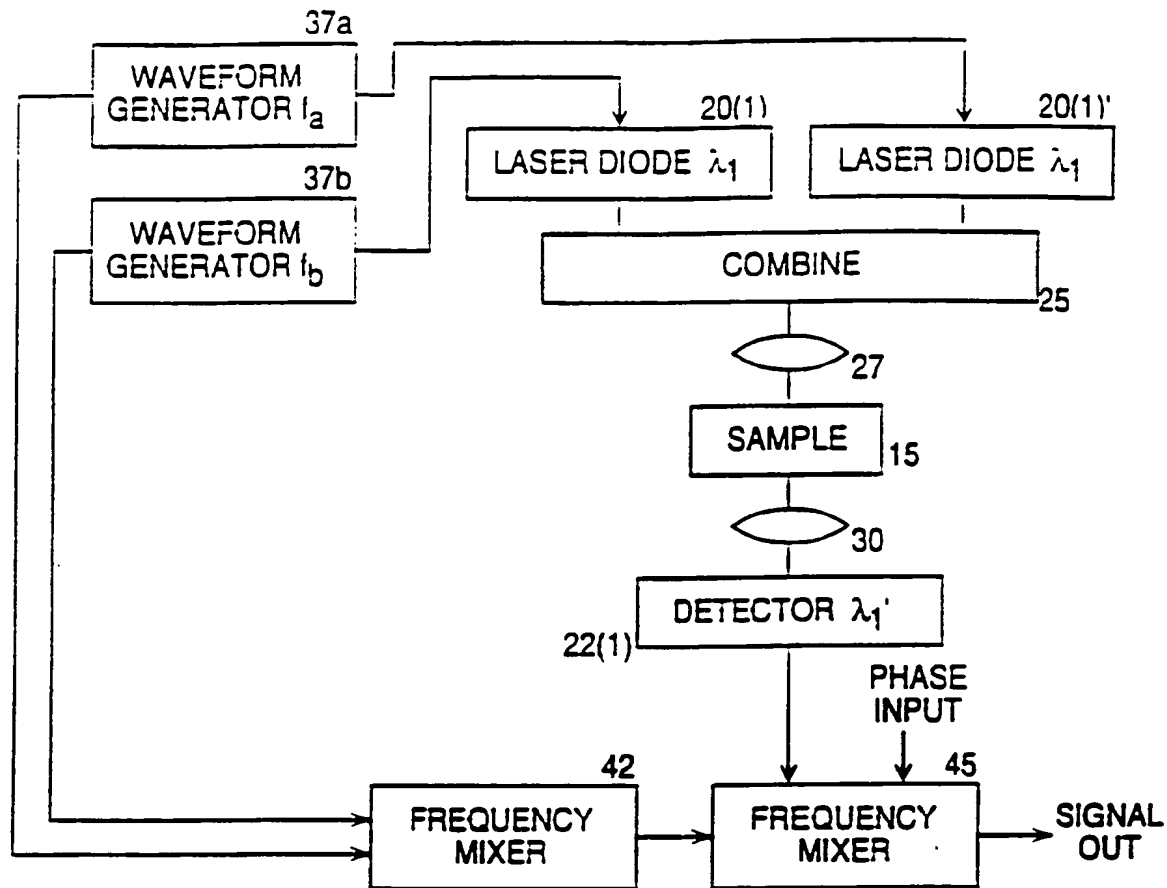 37a
WAVEFORM
GENERATOR fa
37b
WAVEFORM
GENERATOR fb
20(1)
LASER DIODE λ1
20(1)'
LASER DIODE λ1
COMBINE
25
27
SAMPLE
15
30
DETECTOR λ1'
22(1)
PHASE
INPUT
42
FREQUENCY
MIXER
45
FREQUENCY
MIXER
SIGNAL
OUT